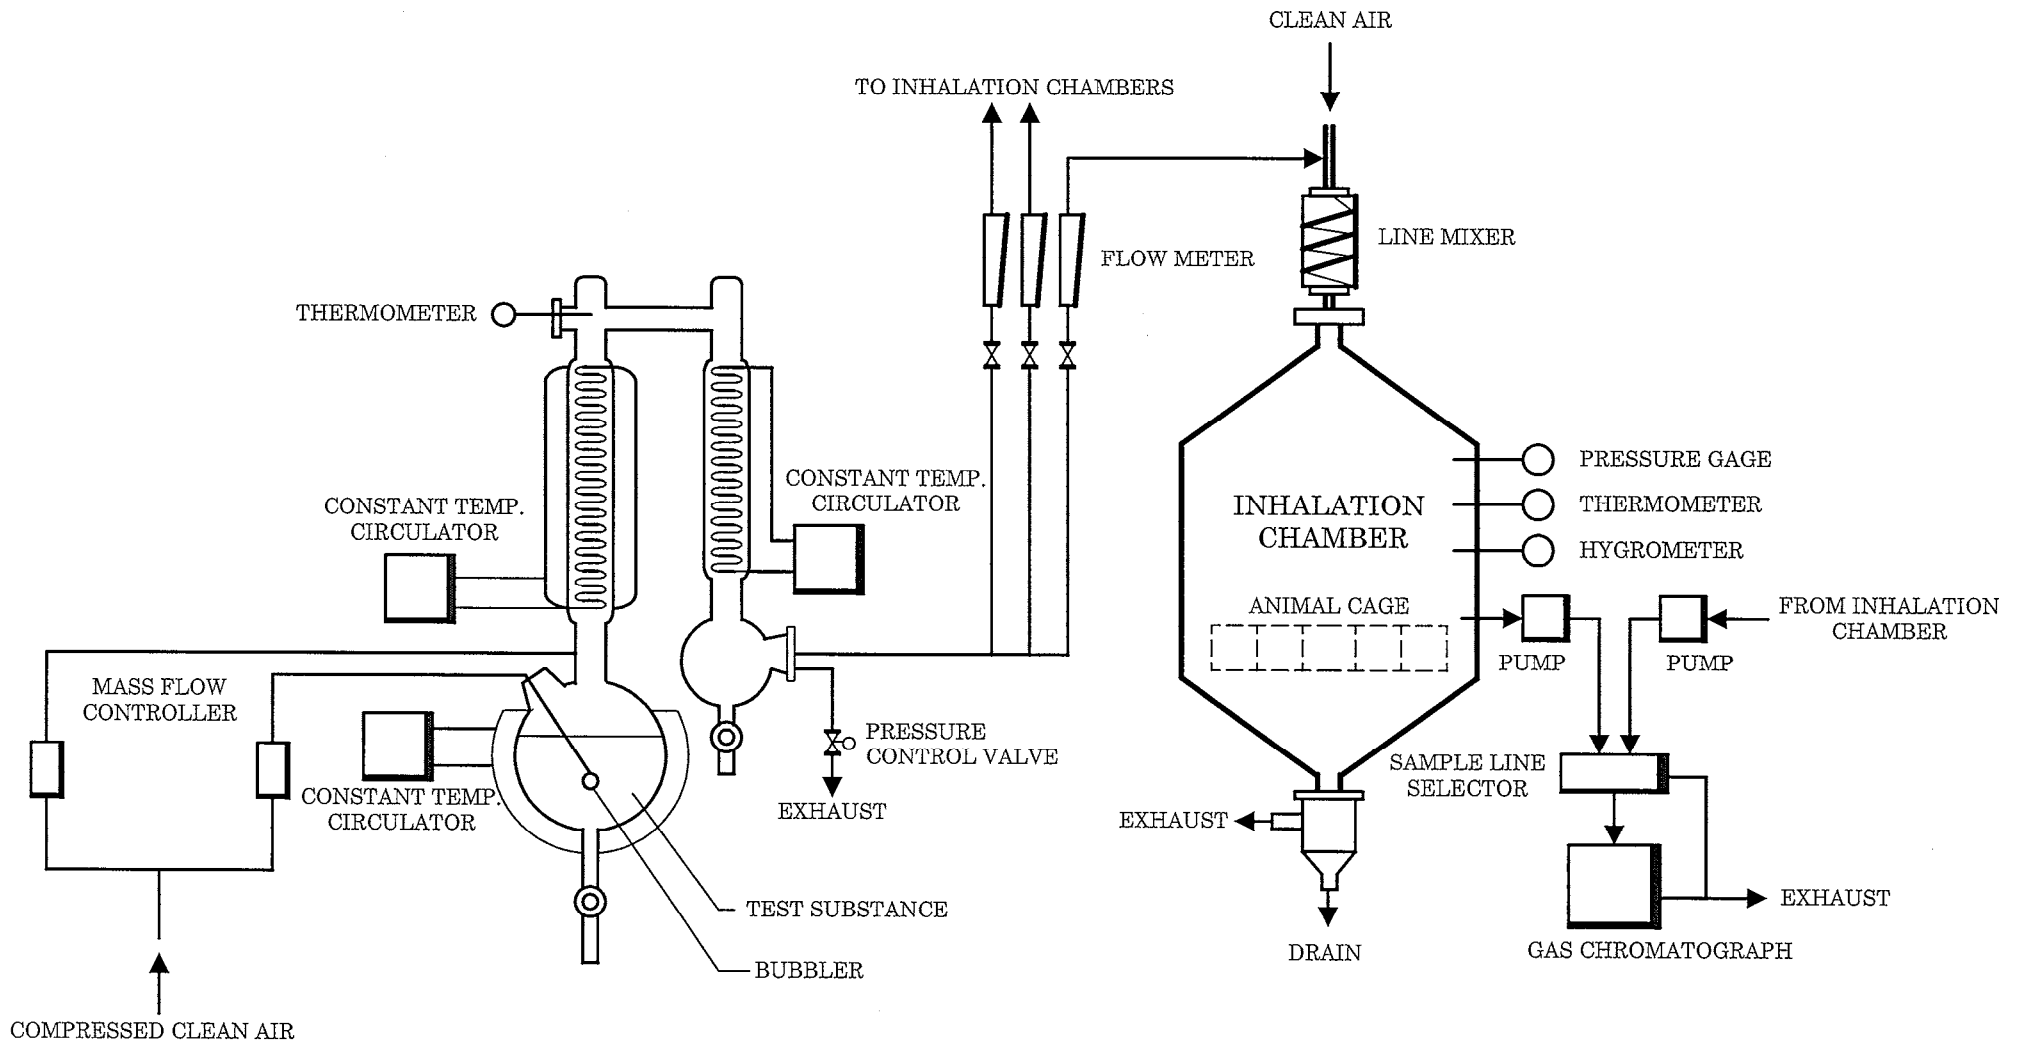 CLEAN AIR
TO INHALATION CHAMBERS
LINE MIXER
FLOW METER
THERMOMETER
PRESSURE GAGE
CONSTANT TEMP.
CIRCULATOR
CONSTANT TEMP.
CIRCULATOR
INHALATION
CHAMBER
THERMOMETER
HYGROMETER
ANIMAL CAGE
FROM INHALATION
CHAMBER
PUMP
PUMP
MASS FLOW
CONTROLLER
PRESSURE
CONTROL VALVE
SAMPLE LINE
SELECTOR
CONSTANT TEMP.
CIRCULATOR
EXHAUST
EXHAUST
TEST SUBSTANCE
EXHAUST
DRAIN
GAS CHROMATOGRAPH
BUBBLER
COMPRESSED CLEAN AIR